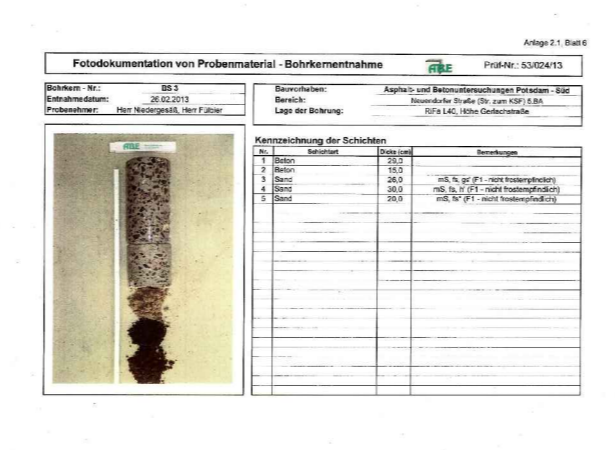 Anlage 2.1, Blatt 6
Fotodokumentation von Probenmaterial - Bohrkernentnahme
ABLE
Prüf-Nr.: 53/024/13
Bohrkern - Nr.: BS 3
Entnahmedatum: 26.02.2013
Probenehmer: Herr Niedergesäß, Herr Fülbier
Bauvorhaben: Asphalt- und Betonuntersuchungen Potsdam - Süd
Bereich: Neuendorfer Straße (Str. zum KSF) 5.BA
Lage der Bohrung: RiFa L40, Höhe Gerlachstraße
Kennzeichnung der Schichten
Nr. Schichtart Dicke (cm) Bemerkungen
1 Beton 20,0
2 Beton 15,0
3 Sand 26,0 mS, fs, gs' (F1 - nicht frostempfindlich)
4 Sand 30,0 mS, fs, h' (F1 - nicht frostempfindlich)
5 Sand 20,0 mS, fs* (F1 - nicht frostempfindlich)